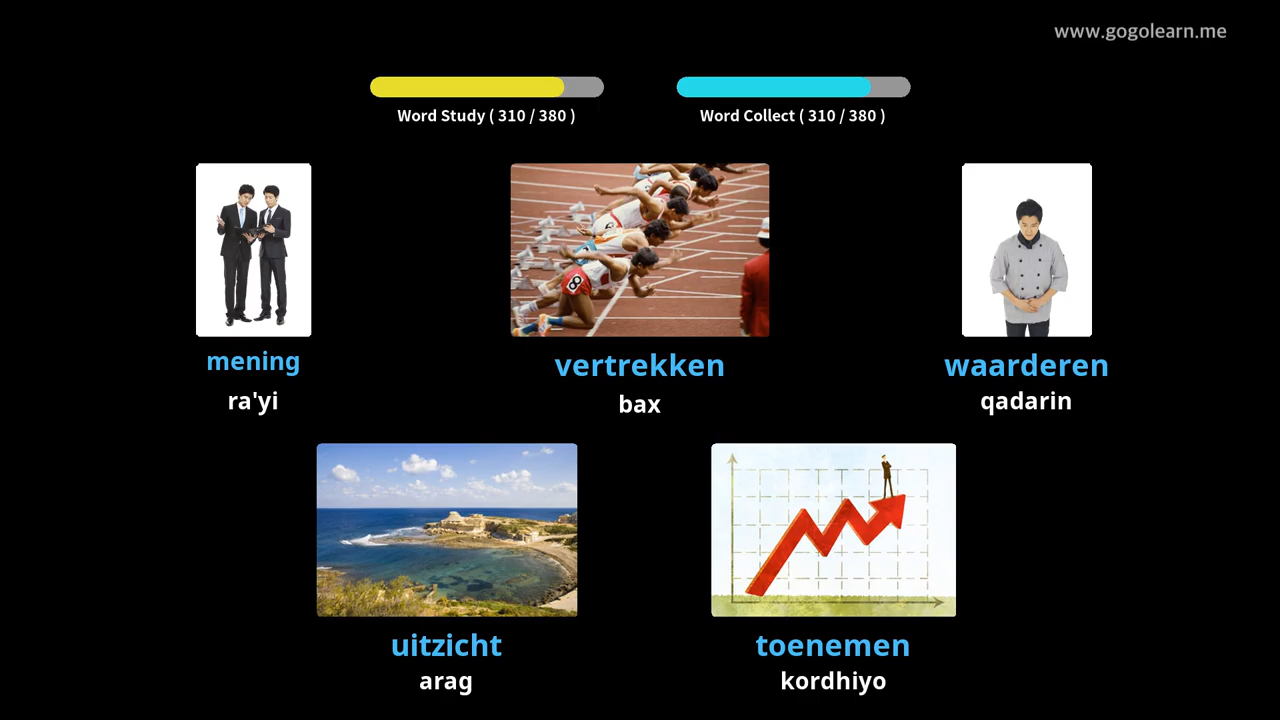 www.gogolearn.me
Word Study ( 310 / 380 )
Word Collect ( 310 / 380 )
8
mening
ra'yi
vertrekken
bax
waarderen
qadarin
uitzicht
arag
toenemen
kordhiyo